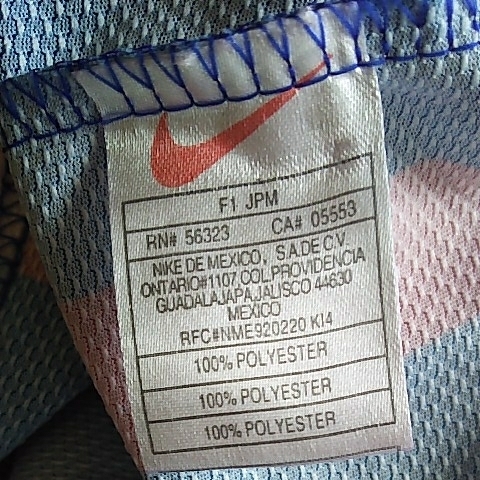 F1 JPM
RN# 56323 CA# 05553
NIKE DE MEXICO, S.A.DE C.V.
ONTARIO#1107,COL.PROVIDENCIA
GUADALAJAPA,JALISCO 44630
MEXICO
RFC#NME920220 KI4
100% POLYESTER
100% POLYESTER
100% POLYESTER